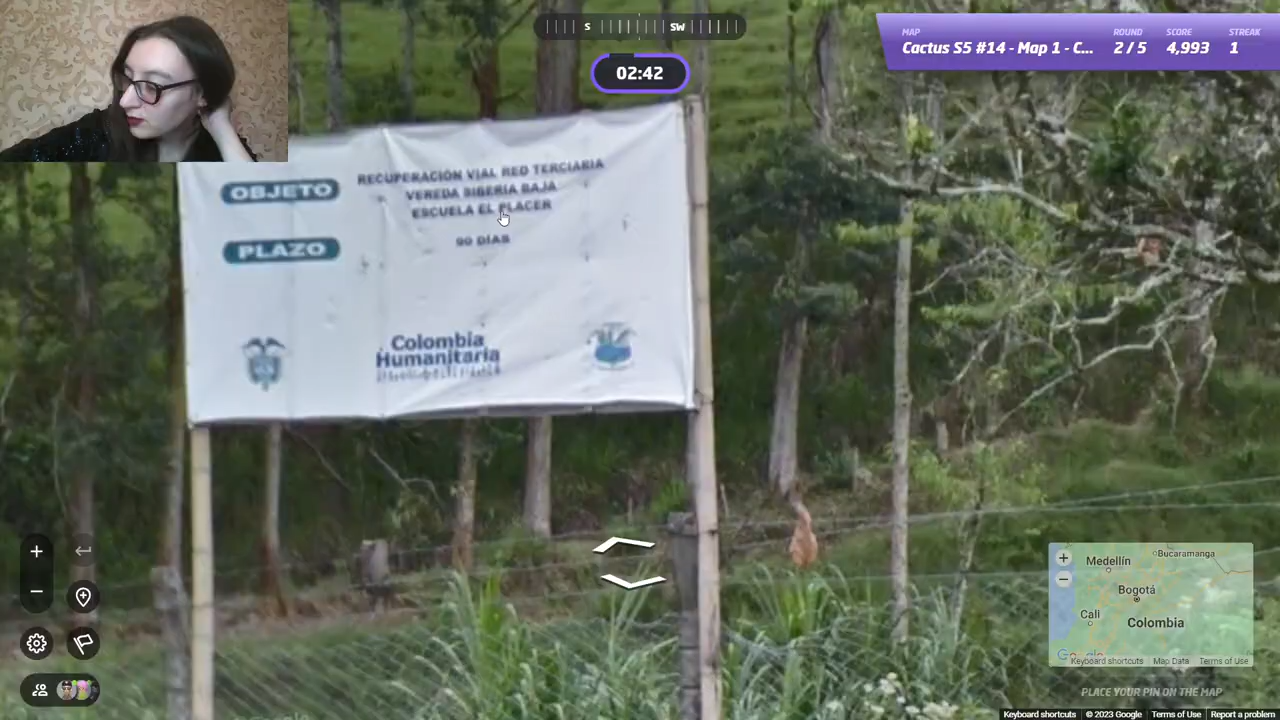 S
SW
02:42
MAP
ROUND
SCORE
STREAK
Cactus S5 #14 - Map 1 - C...
2 / 5
4,993
1
OBJETO
RECUPERACIÓN VIAL RED TERCIARIA
VEREDA SIBERIA BAJA
ESCUELA EL PLACER
PLAZO
90 DÍAS
Colombia
Humanitaria
Medellín
Bucaramanga
Bogotá
Cali
Colombia
Google
Keyboard shortcuts
Map Data
Terms of Use
PLACE YOUR PIN ON THE MAP
Keyboard shortcuts
© 2023 Google
Terms of Use
Report a problem